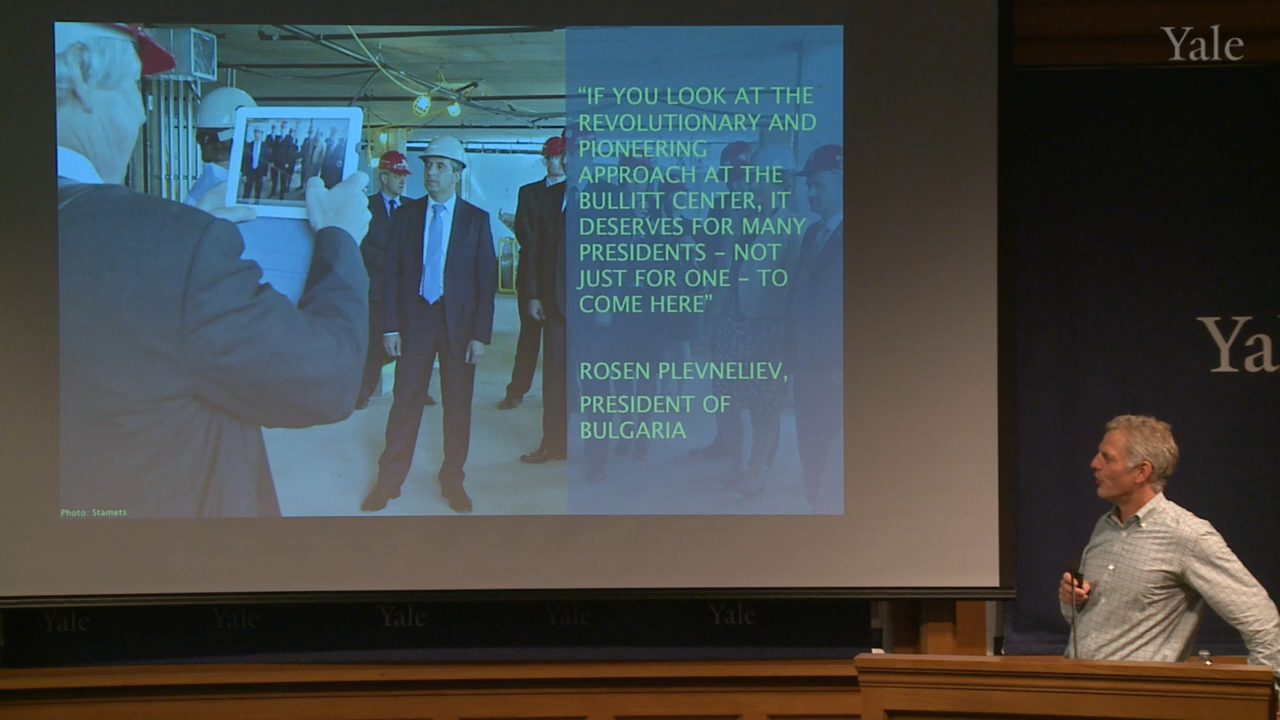 Yale
“IF YOU LOOK AT THE
REVOLUTIONARY AND
PIONEERING
APPROACH AT THE
BULLITT CENTER, IT
DESERVES FOR MANY
PRESIDENTS – NOT
JUST FOR ONE – TO
COME HERE”
ROSEN PLEVNELIEV,
PRESIDENT OF
BULGARIA
Photo: Stamets
Ya
Yale Yale Yale Yale Yale